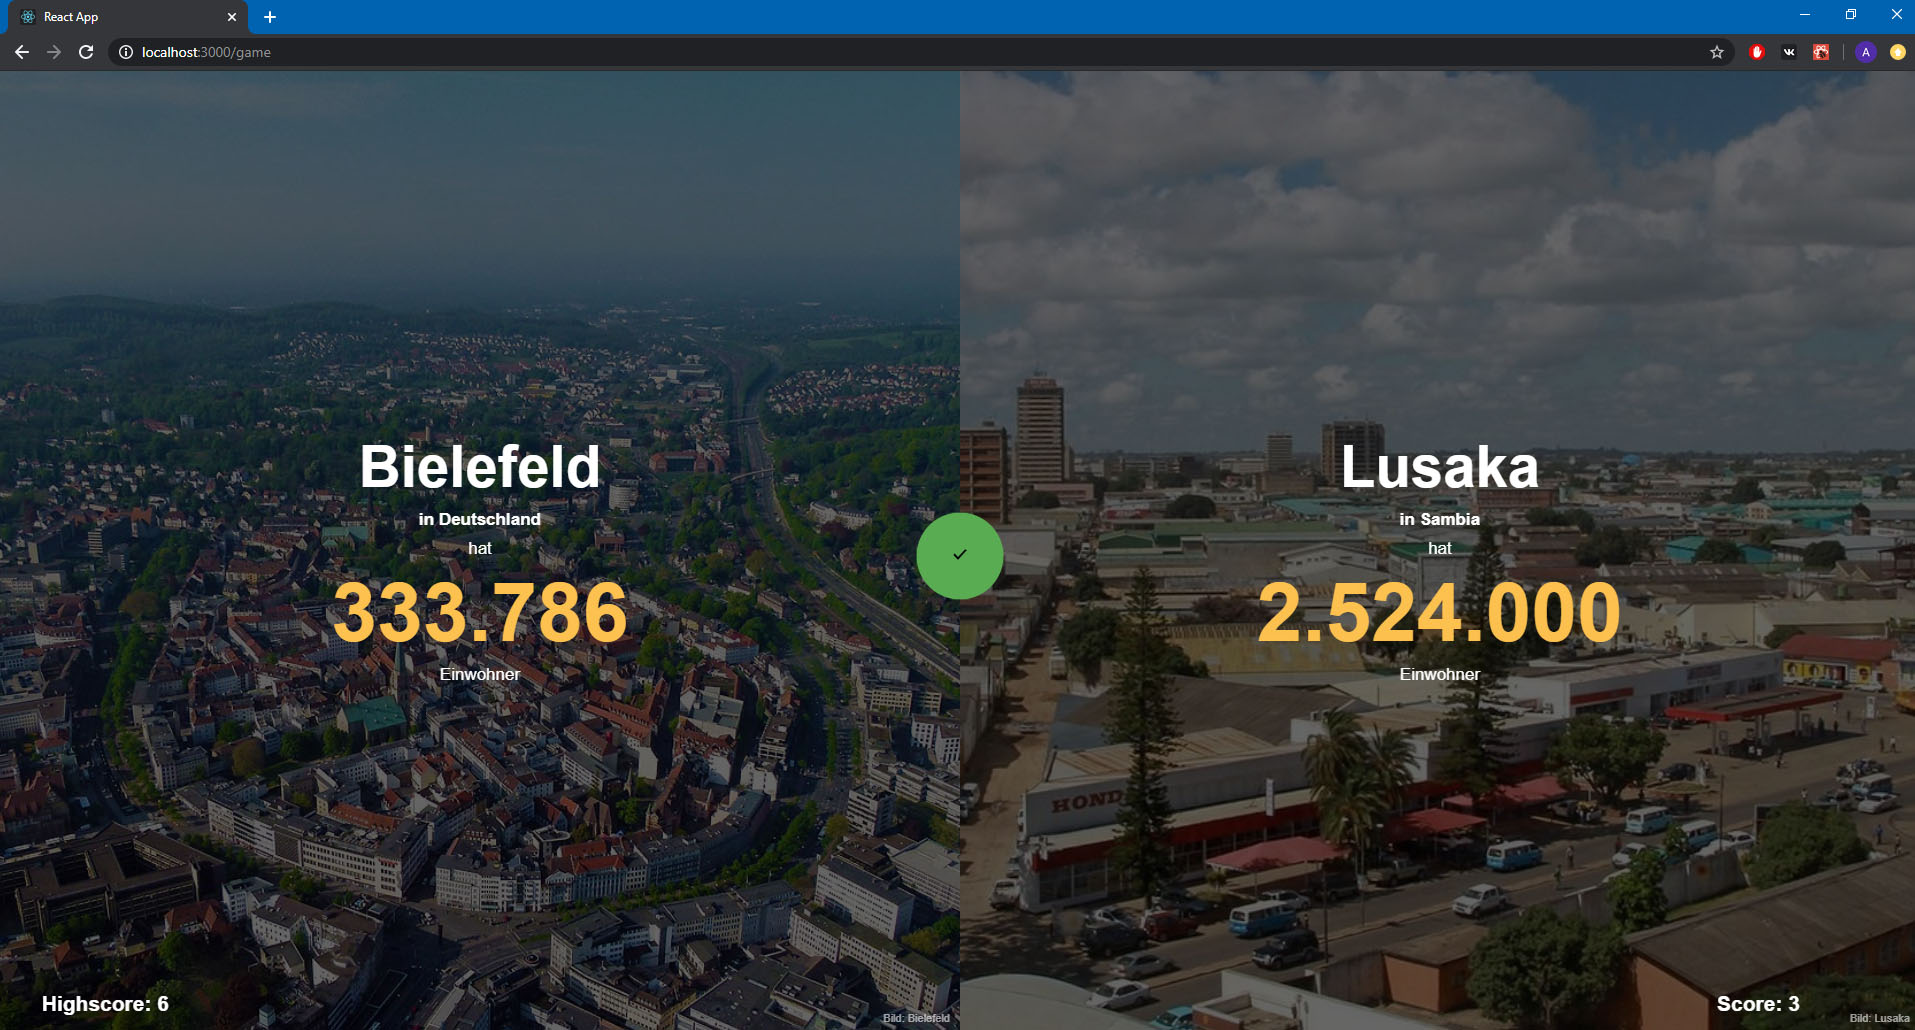 React App
localhost:3000/game
A
Bielefeld
in Deutschland
hat
333.786
Einwohner
Lusaka
in Sambia
hat
2.524.000
Einwohner
HOND
Highscore: 6
Bild: Bielefeld
Score: 3
Bild: Lusaka